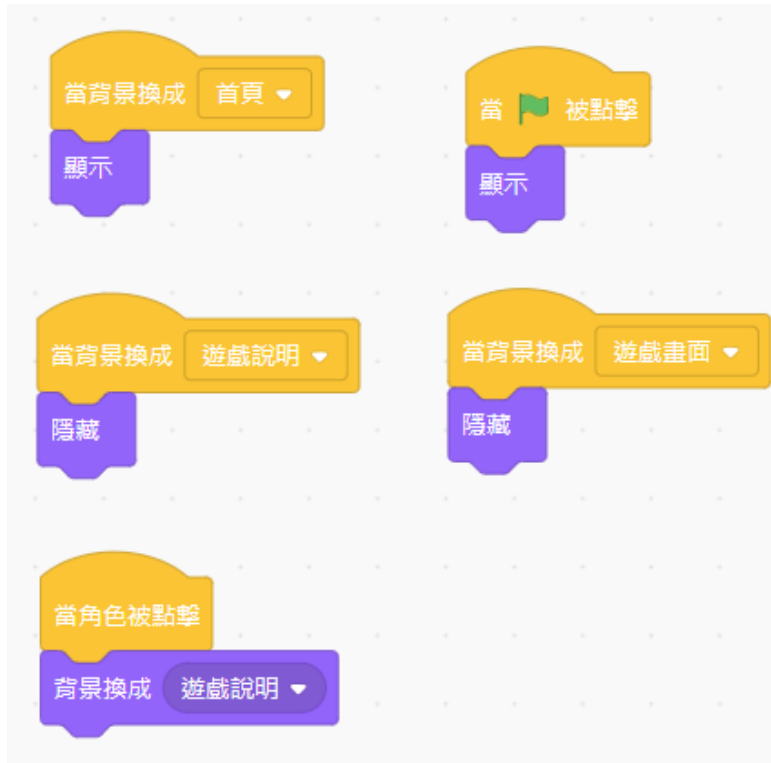 當背景換成 首頁
顯示
當 被點擊
顯示
當背景換成 遊戲說明
隱藏
當背景換成 遊戲畫面
隱藏
當角色被點擊
背景換成 遊戲說明